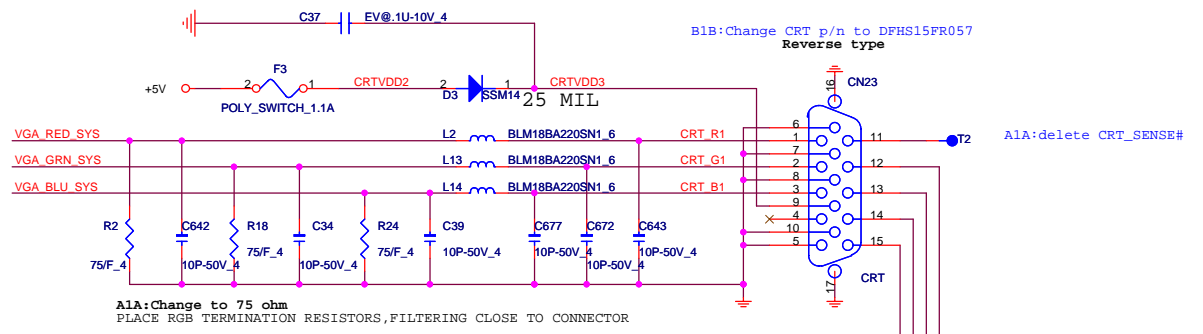 C37
EV@.1U-10V_4
B1B:Change CRT p/n to DFHS15FR057
Reverse type
F3
+5V
2
1
CRTVDD2
2
1
CRTVDD3
D3
SSM14
25 MIL
POLY_SWITCH_1.1A
16
CN23
VGA_RED_SYS
L2
BLM18BA220SN1_6
CRT_R1
VGA_GRN_SYS
L13
BLM18BA220SN1_6
CRT_G1
VGA_BLU_SYS
L14
BLM18BA220SN1_6
CRT_B1
6
1
7
2
8
3
9
4
10
5
11
12
13
14
15
T2
A1A:delete CRT_SENSE#
R2
C642
R18
C34
R24
C39
C677
C672
C643
75/F_4
10P-50V_4
75/F_4
10P-50V_4
75/F_4
10P-50V_4
10P-50V_4
10P-50V_4
10P-50V_4
17
CRT
A1A:Change to 75 ohm
PLACE RGB TERMINATION RESISTORS,FILTERING CLOSE TO CONNECTOR